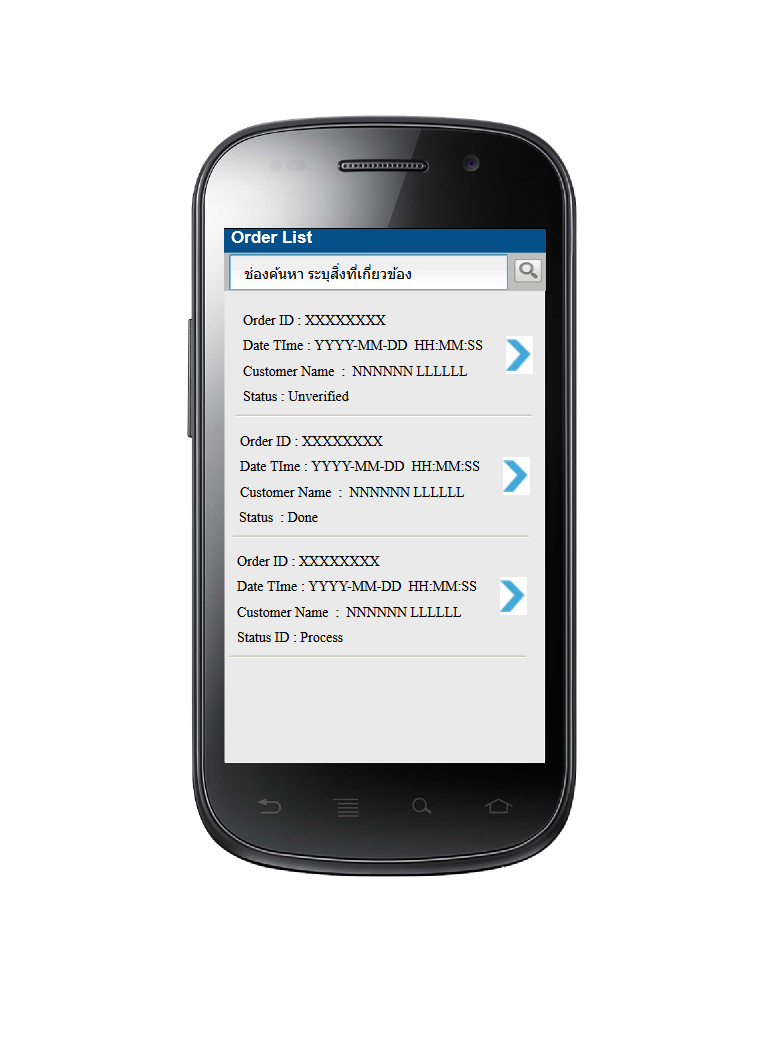 Order List
ช่องค้นหา ระบุสิ่งที่เกี่ยวข้อง
Order ID : XXXXXXXX
Date TIme : YYYY-MM-DD  HH:MM:SS
Customer Name  :  NNNNNN LLLLLL
Status : Unverified
Order ID : XXXXXXXX
Date TIme : YYYY-MM-DD  HH:MM:SS
Customer Name  :  NNNNNN LLLLLL
Status  : Done
Order ID : XXXXXXXX
Date TIme : YYYY-MM-DD  HH:MM:SS
Customer Name  :  NNNNNN LLLLLL
Status ID : Process